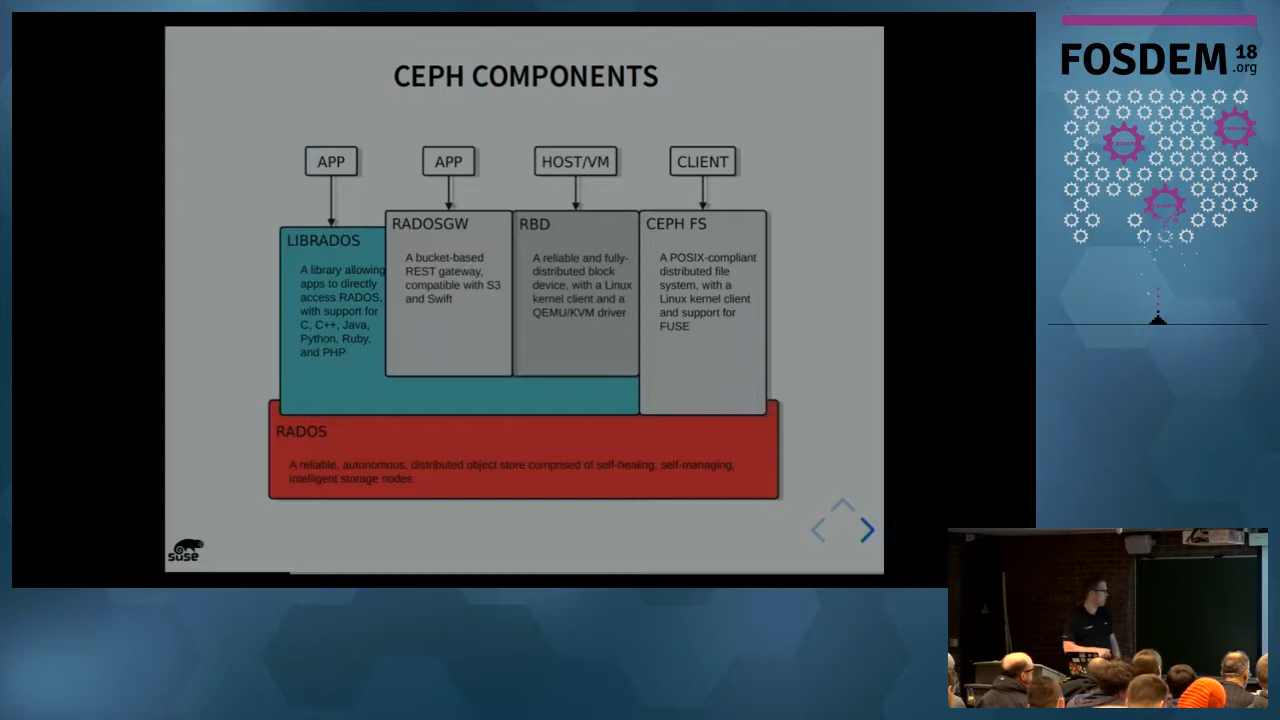 CEPH COMPONENTS
APP
APP
HOST/VM
CLIENT
LIBRADOS
A library allowing
apps to directly
access RADOS,
with support for
C, C++, Java,
Python, Ruby,
and PHP
RADOSGW
A bucket-based
REST gateway,
compatible with S3
and Swift
RBD
A reliable and fully-
distributed block
device, with a Linux
kernel client and a
QEMU/KVM driver
CEPH FS
A POSIX-compliant
distributed file
system, with a
Linux kernel client
and support for
FUSE
RADOS
A reliable, autonomous, distributed object store comprised of self-healing, self-managing,
intelligent storage nodes
suse
FOSDEM 18
.org